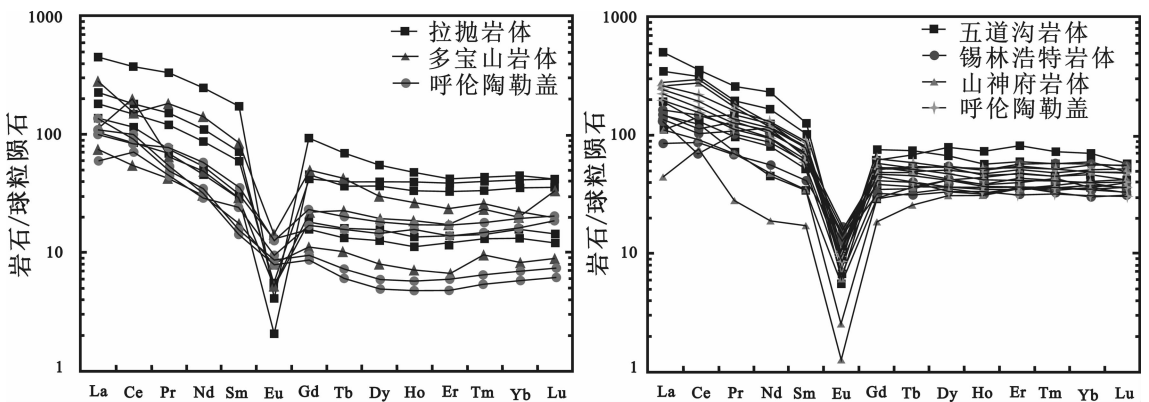 1000
100
10
1
岩石/球粒陨石
拉抛岩体
多宝山岩体
呼伦陶勒盖
La Ce Pr Nd Sm Eu Gd Tb Dy Ho Er Tm Yb Lu
1000
100
10
1
岩石/球粒陨石
五道沟岩体
锡林浩特岩体
山神府岩体
呼伦陶勒盖
La Ce Pr Nd Sm Eu Gd Tb Dy Ho Er Tm Yb Lu